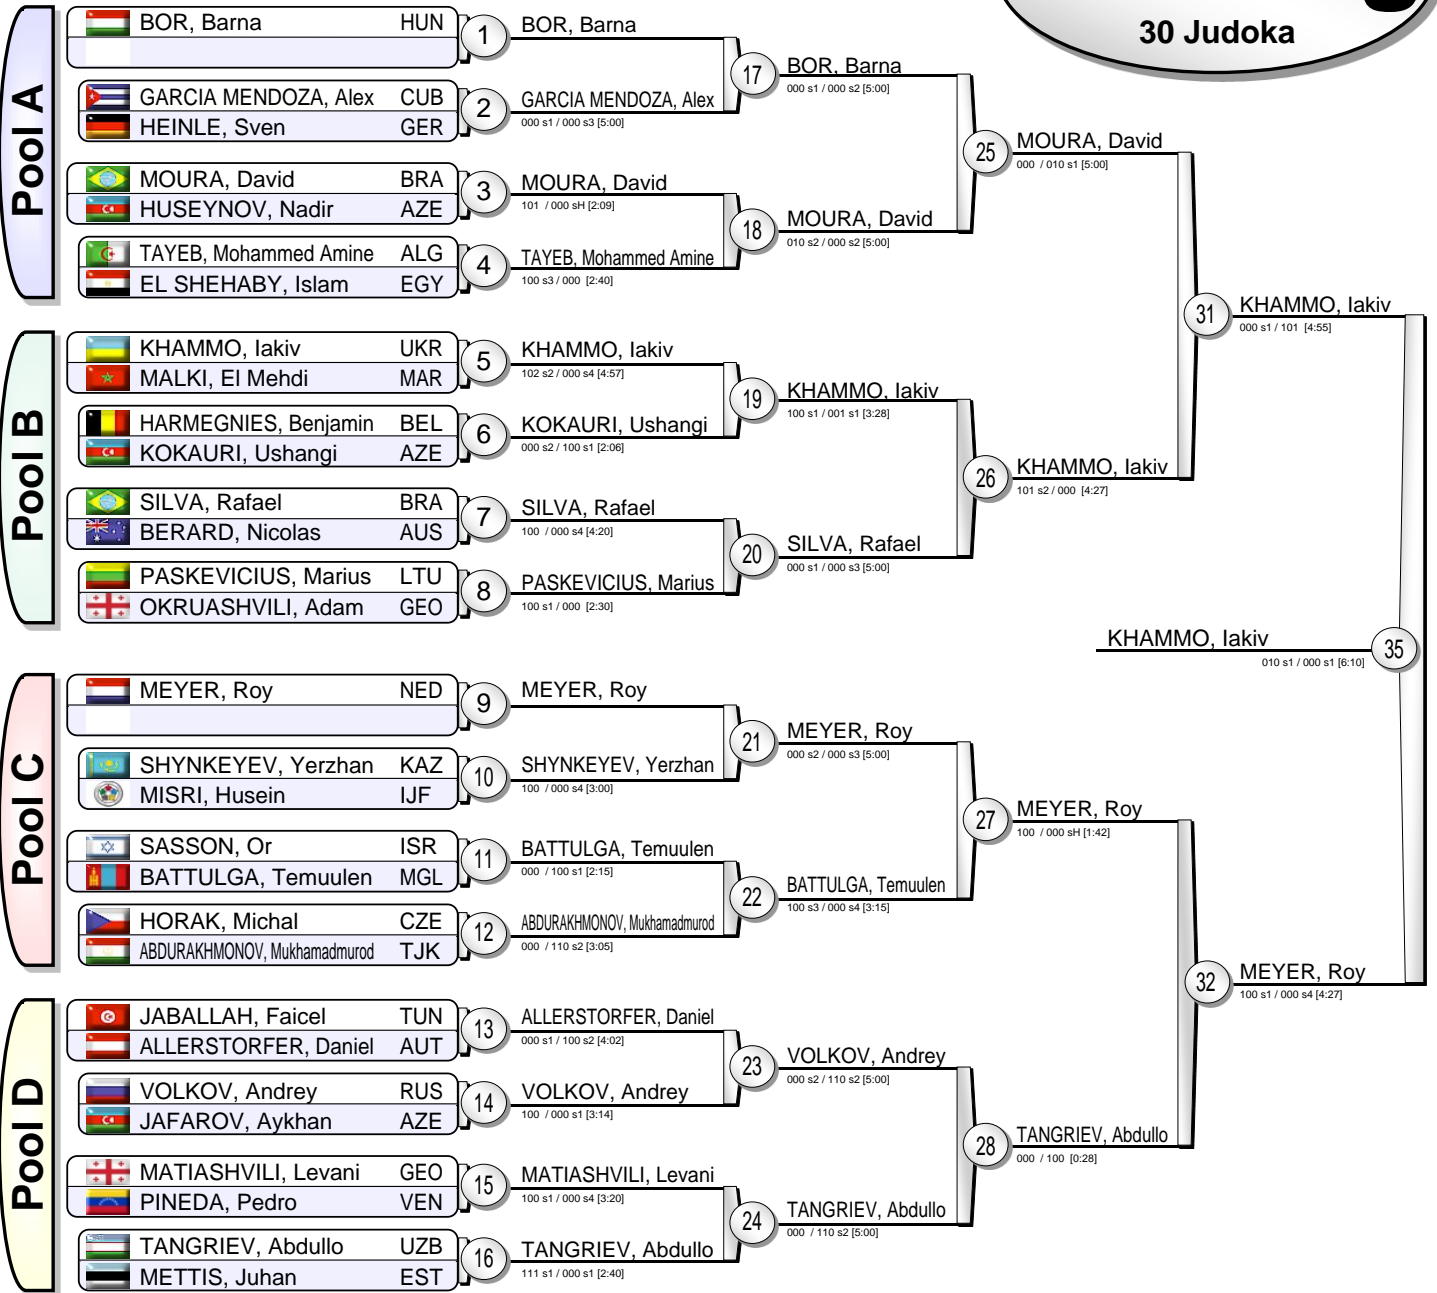 30 Judoka
Pool A
BOR, Barna HUN
1
BOR, Barna
GARCIA MENDOZA, Alex CUB
HEINLE, Sven GER
2
GARCIA MENDOZA, Alex
000 s1 / 000 s3 [5:00]
17
BOR, Barna
000 s1 / 000 s2 [5:00]
MOURA, David BRA
HUSEYNOV, Nadir AZE
3
MOURA, David
101 / 000 sH [2:09]
TAYEB, Mohammed Amine ALG
EL SHEHABY, Islam EGY
4
TAYEB, Mohammed Amine
100 s3 / 000 [2:40]
18
MOURA, David
010 s2 / 000 s2 [5:00]
25
MOURA, David
000 / 010 s1 [5:00]
Pool B
KHAMMO, Iakiv UKR
MALKI, El Mehdi MAR
5
KHAMMO, Iakiv
102 s2 / 000 s4 [4:57]
HARMEGNIES, Benjamin BEL
KOKAURI, Ushangi AZE
6
KOKAURI, Ushangi
000 s2 / 100 s1 [2:06]
19
KHAMMO, Iakiv
100 s1 / 001 s1 [3:28]
SILVA, Rafael BRA
BERARD, Nicolas AUS
7
SILVA, Rafael
100 / 000 s4 [4:20]
PASKEVICIUS, Marius LTU
OKRUASHVILI, Adam GEO
8
PASKEVICIUS, Marius
100 s1 / 000 [2:30]
20
SILVA, Rafael
000 s1 / 000 s3 [5:00]
26
KHAMMO, Iakiv
101 s2 / 000 [4:27]
31
KHAMMO, Iakiv
000 s1 / 101 [4:55]
KHAMMO, Iakiv
010 s1 / 000 s1 [6:10]
35
Pool C
MEYER, Roy NED
9
MEYER, Roy
SHYNKEYEV, Yerzhan KAZ
MISRI, Husein IJF
10
SHYNKEYEV, Yerzhan
100 / 000 s4 [3:00]
21
MEYER, Roy
000 s2 / 000 s3 [5:00]
SASSON, Or ISR
BATTULGA, Temuulen MGL
11
BATTULGA, Temuulen
000 / 100 s1 [2:15]
HORAK, Michal CZE
ABDURAKHMONOV, Mukhamadmurod TJK
12
ABDURAKHMONOV, Mukhamadmurod
000 / 110 s2 [3:05]
22
BATTULGA, Temuulen
100 s3 / 000 s4 [3:15]
27
MEYER, Roy
100 / 000 sH [1:42]
Pool D
JABALLAH, Faicel TUN
ALLERSTORFER, Daniel AUT
13
ALLERSTORFER, Daniel
000 s1 / 100 s2 [4:02]
VOLKOV, Andrey RUS
JAFAROV, Aykhan AZE
14
VOLKOV, Andrey
100 / 000 s1 [3:14]
23
VOLKOV, Andrey
000 s2 / 110 s2 [5:00]
MATIASHVILI, Levani GEO
PINEDA, Pedro VEN
15
MATIASHVILI, Levani
100 s1 / 000 s4 [3:20]
TANGRIEV, Abdullo UZB
METTIS, Juhan EST
16
TANGRIEV, Abdullo
111 s1 / 000 s1 [2:40]
24
TANGRIEV, Abdullo
000 / 110 s2 [5:00]
28
TANGRIEV, Abdullo
000 / 100 [0:28]
32
MEYER, Roy
100 s1 / 000 s4 [4:27]